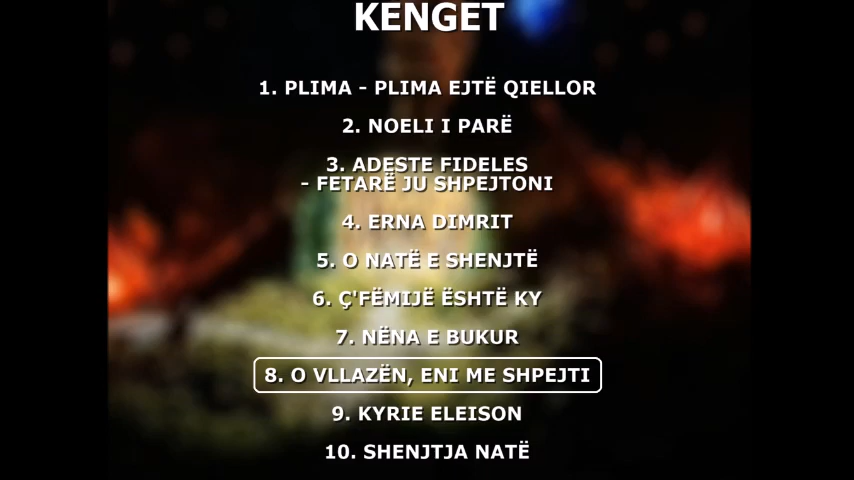 KENGET
1. PLIMA - PLIMA EJTË QIELLOR
2. NOELI I PARË
3. ADESTE FIDELES
- FETARË JU SHPEJTONI
4. ERNA DIMRIT
5. O NATË E SHENJTË
6. Ç'FËMIJË ËSHTË KY
7. NËNA E BUKUR
8. O VLLAZËN, ENI ME SHPEJTI
9. KYRIE ELEISON
10. SHENJTJA NATË